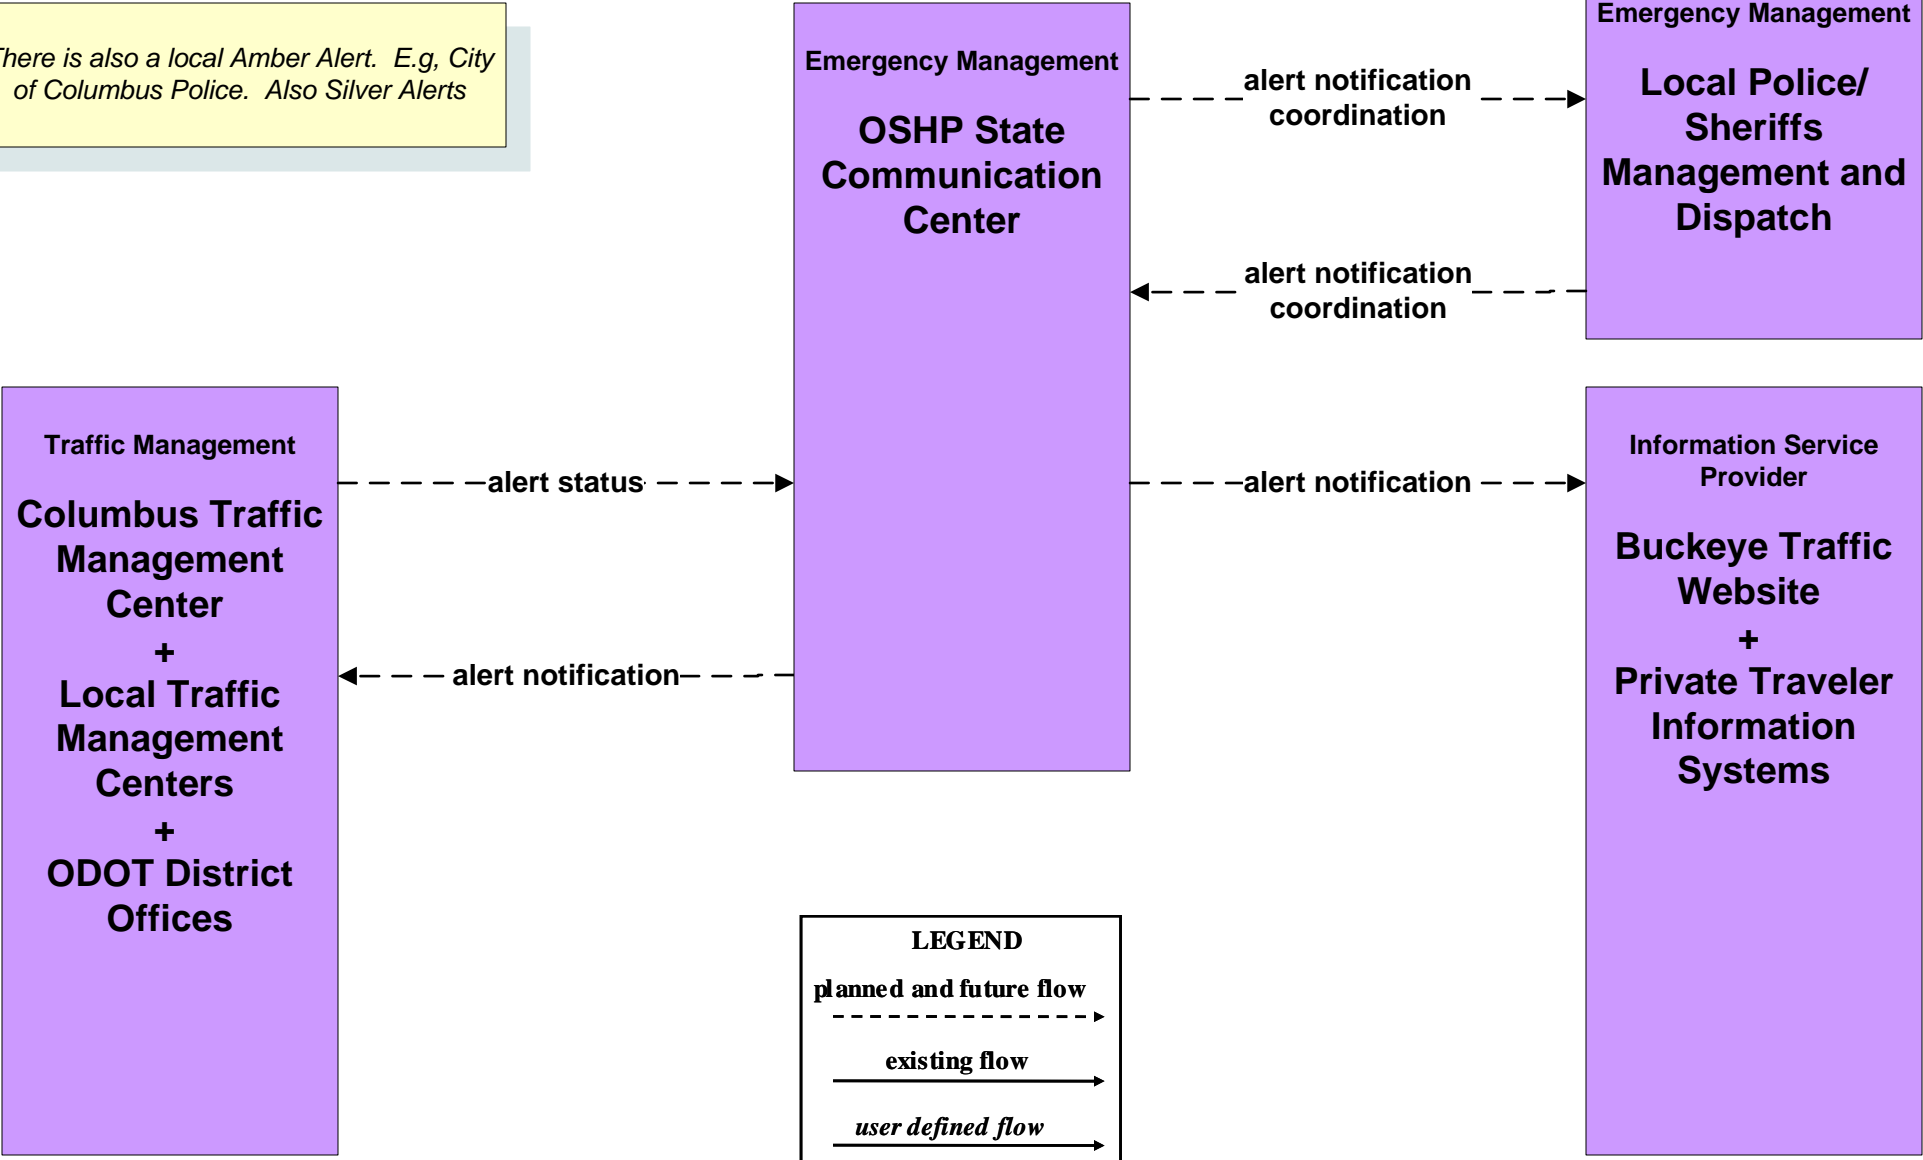 here is also a local Amber Alert. E.g, City
of Columbus Police. Also Silver Alerts
Emergency Management
OSHP State
Communication
Center
alert notification
coordination
alert notification
coordination
Emergency Management
Local Police/
Sheriffs
Management and
Dispatch
Traffic Management
Columbus Traffic
Management
Center
+
Local Traffic
Management
Centers
+
ODOT District
Offices
alert status
alert notification
alert notification
Information Service
Provider
Buckeye Traffic
Website
+
Private Traveler
Information
Systems
LEGEND
planned and future flow
existing flow
user defined flow